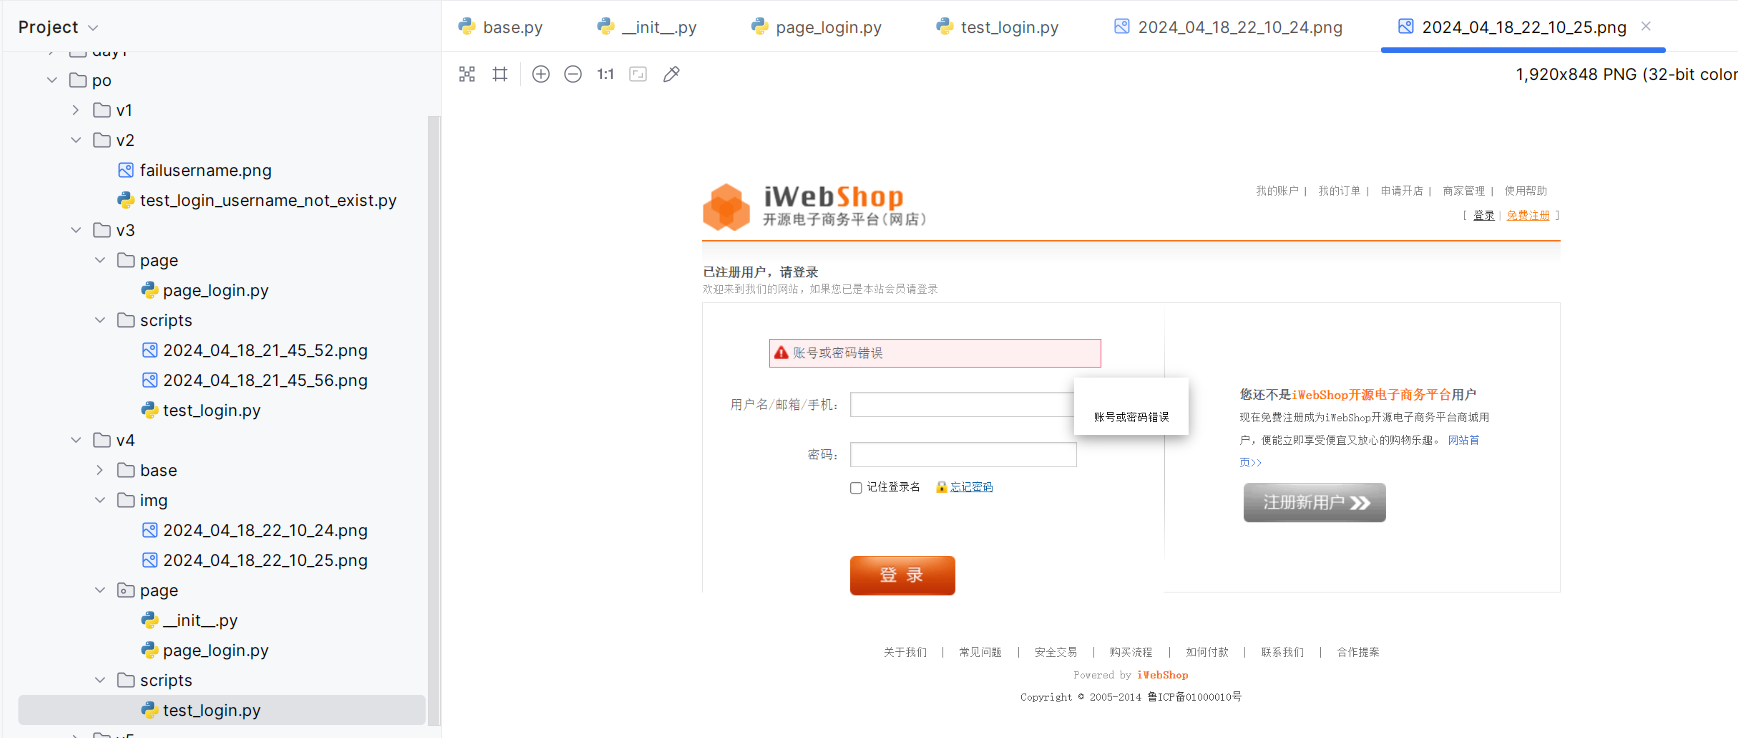 Project
base.py
__init__.py
page_login.py
test_login.py
2024_04_18_22_10_24.png
2024_04_18_22_10_25.png
day1
po
v1
v2
failusername.png
test_login_username_not_exist.py
v3
page
page_login.py
scripts
2024_04_18_21_45_52.png
2024_04_18_21_45_56.png
test_login.py
v4
base
img
2024_04_18_22_10_24.png
2024_04_18_22_10_25.png
page
__init__.py
page_login.py
scripts
test_login.py
v5
1:1
1,920x848 PNG (32-bit color
iWebShop
开源电子商务平台(网店)
我的账户 | 我的订单 | 申请开店 | 商家管理 | 使用帮助
[ 登录 | 免费注册 ]
已注册用户，请登录
欢迎来到我们的网站，如果您已是本站会员请登录
账号或密码错误
用户名/邮箱/手机：
账号或密码错误
密码：
记住登录名 忘记密码
登 录
您还不是iWebShop开源电子商务平台用户
现在免费注册成为iWebShop开源电子商务平台商城用
户，便能立即享受便宜又放心的购物乐趣。 网站首
页>>
注册新用户
关于我们 | 常见问题 | 安全交易 | 购买流程 | 如何付款 | 联系我们 | 合作提案
Powered by iWebShop
Copyright © 2005-2014 鲁ICP备01000010号